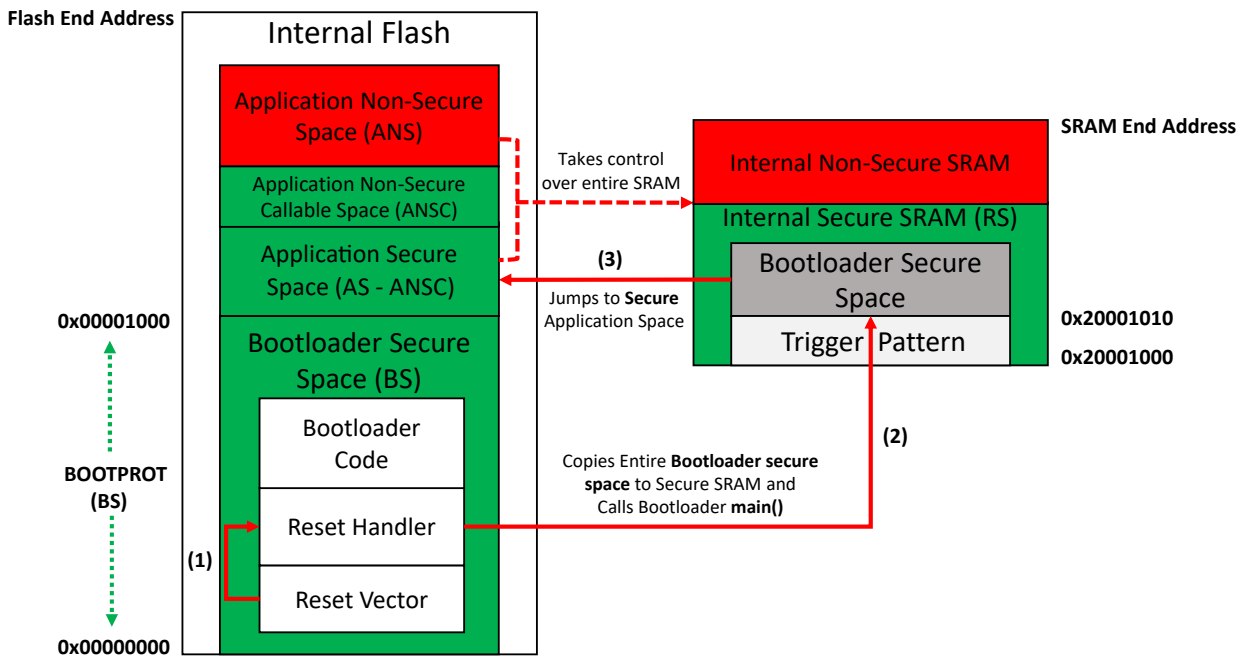 Flash End Address
Internal Flash
Application Non-Secure
Space (ANS)
Application Non-Secure
Callable Space (ANSC)
Application Secure
Space (AS - ANSC)
0x00001000
Bootloader Secure
Space (BS)
Bootloader
Code
BOOTPROT
(BS)
Reset Handler
(1)
Reset Vector
0x00000000
Takes control
over entire SRAM
(3)
Jumps to Secure
Application Space
Copies Entire Bootloader secure
space to Secure SRAM and
Calls Bootloader main()
(2)
SRAM End Address
Internal Non-Secure SRAM
Internal Secure SRAM (RS)
Bootloader Secure
Space
Trigger Pattern
0x20001010
0x20001000